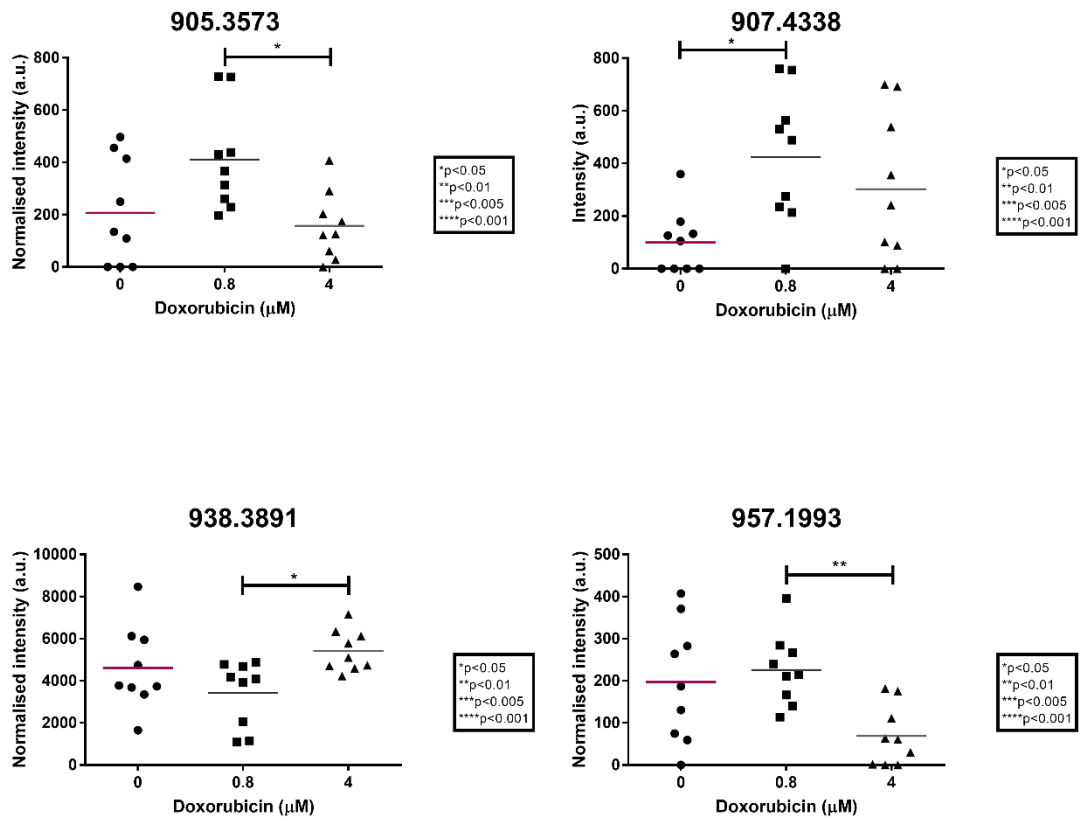 905.3573
*
Normalised intensity (a.u.)
800
600
400
200
0
0 0.8 4
Doxorubicin (μM)
*p<0.05
**p<0.01
***p<0.005
****p<0.001
907.4338
*
Intensity (a.u.)
800
600
400
200
0
0 0.8 4
Doxorubicin (μM)
*p<0.05
**p<0.01
***p<0.005
****p<0.001
938.3891
*
Normalised intensity (a.u.)
10000
8000
6000
4000
2000
0
0 0.8 4
Doxorubicin (μM)
*p<0.05
**p<0.01
***p<0.005
****p<0.001
957.1993
**
Normalised intensity (a.u.)
500
400
300
200
100
0
0 0.8 4
Doxorubicin (μM)
*p<0.05
**p<0.01
***p<0.005
****p<0.001